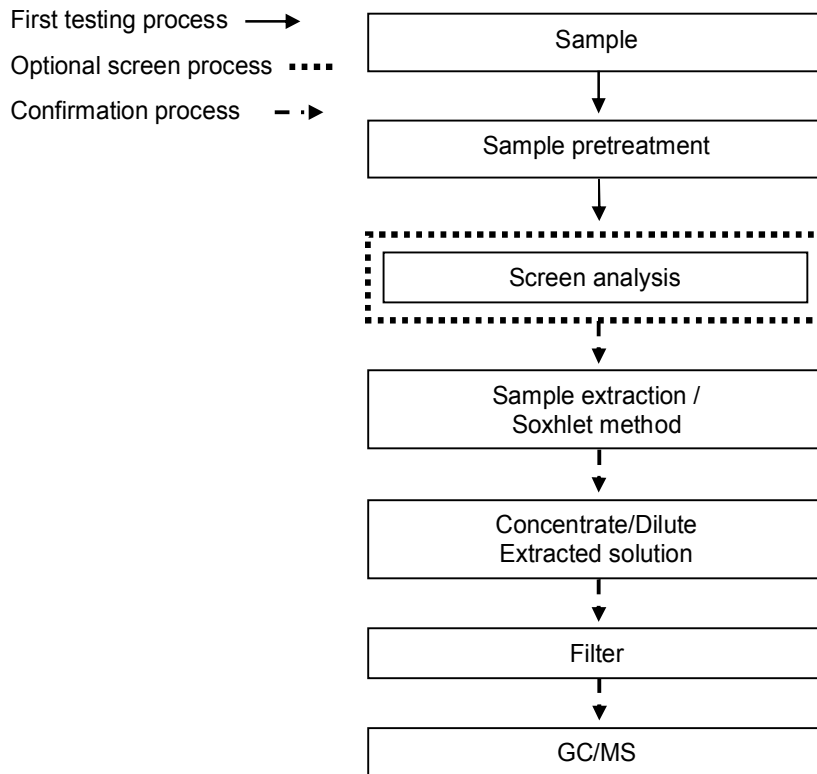 First testing process
Optional screen process
Confirmation process
Sample
Sample pretreatment
Screen analysis
Sample extraction /
Soxhlet method
Concentrate/Dilute
Extracted solution
Filter
GC/MS